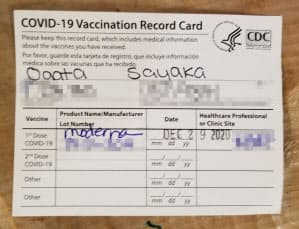 COVID-19 Vaccination Record Card
Please keep this record card, which includes medical information
about the vaccines you have received.
Por favor, guarde esta tarjeta de registro, que incluye información
médica sobre las vacunas que ha recibido.
CDC
Ogata Sayaka
Vaccine Product Name/Manufacturer Date Healthcare Professional
Lot Number or Clinic Site
1st Dose moderna DEC 29 2020
COVID-19 mm dd yy
2nd Dose / /
COVID-19 mm dd yy
Other / /
mm dd yy
Other / /
mm dd yy